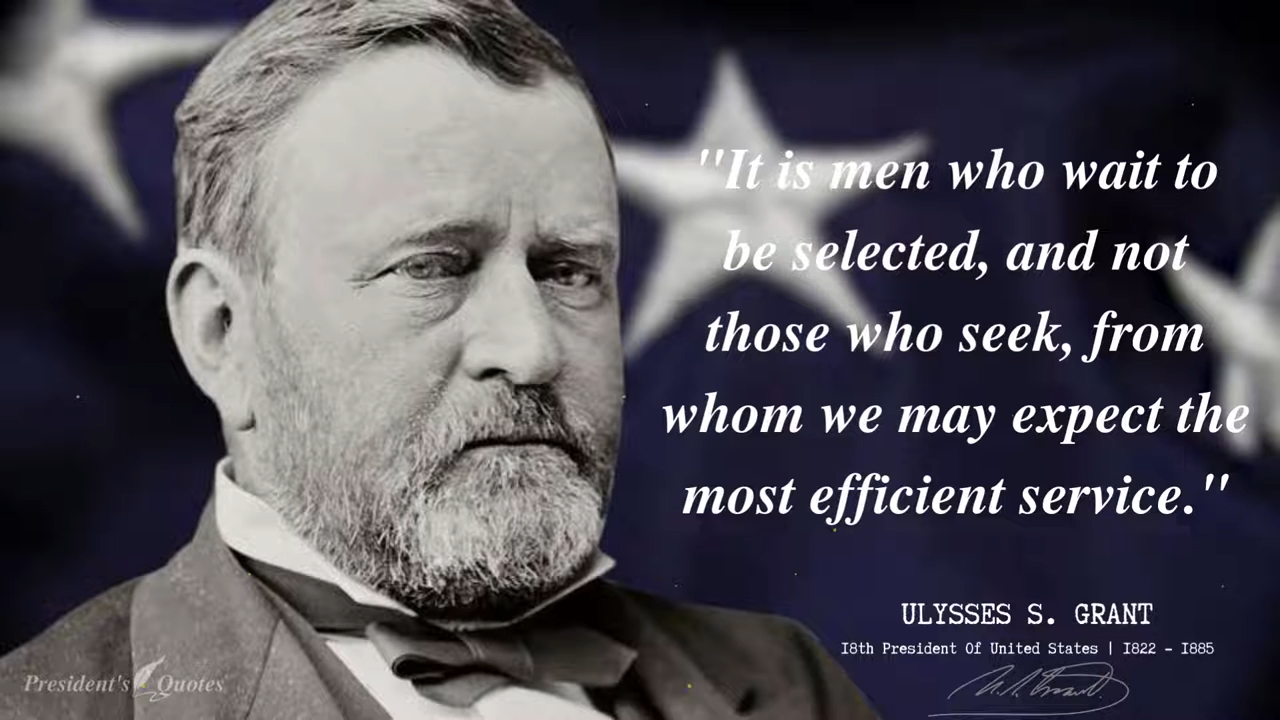 "It is men who wait to
be selected, and not
those who seek, from
whom we may expect the
most efficient service."
ULYSSES S. GRANT
18th President Of United States | 1822 - 1885
President's Quotes